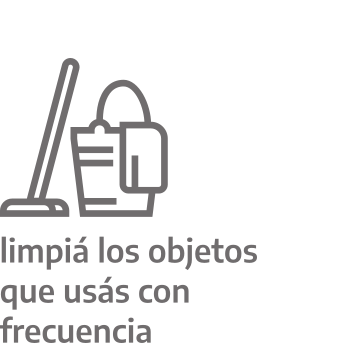 limpiá los objetos
que usás con
frecuencia